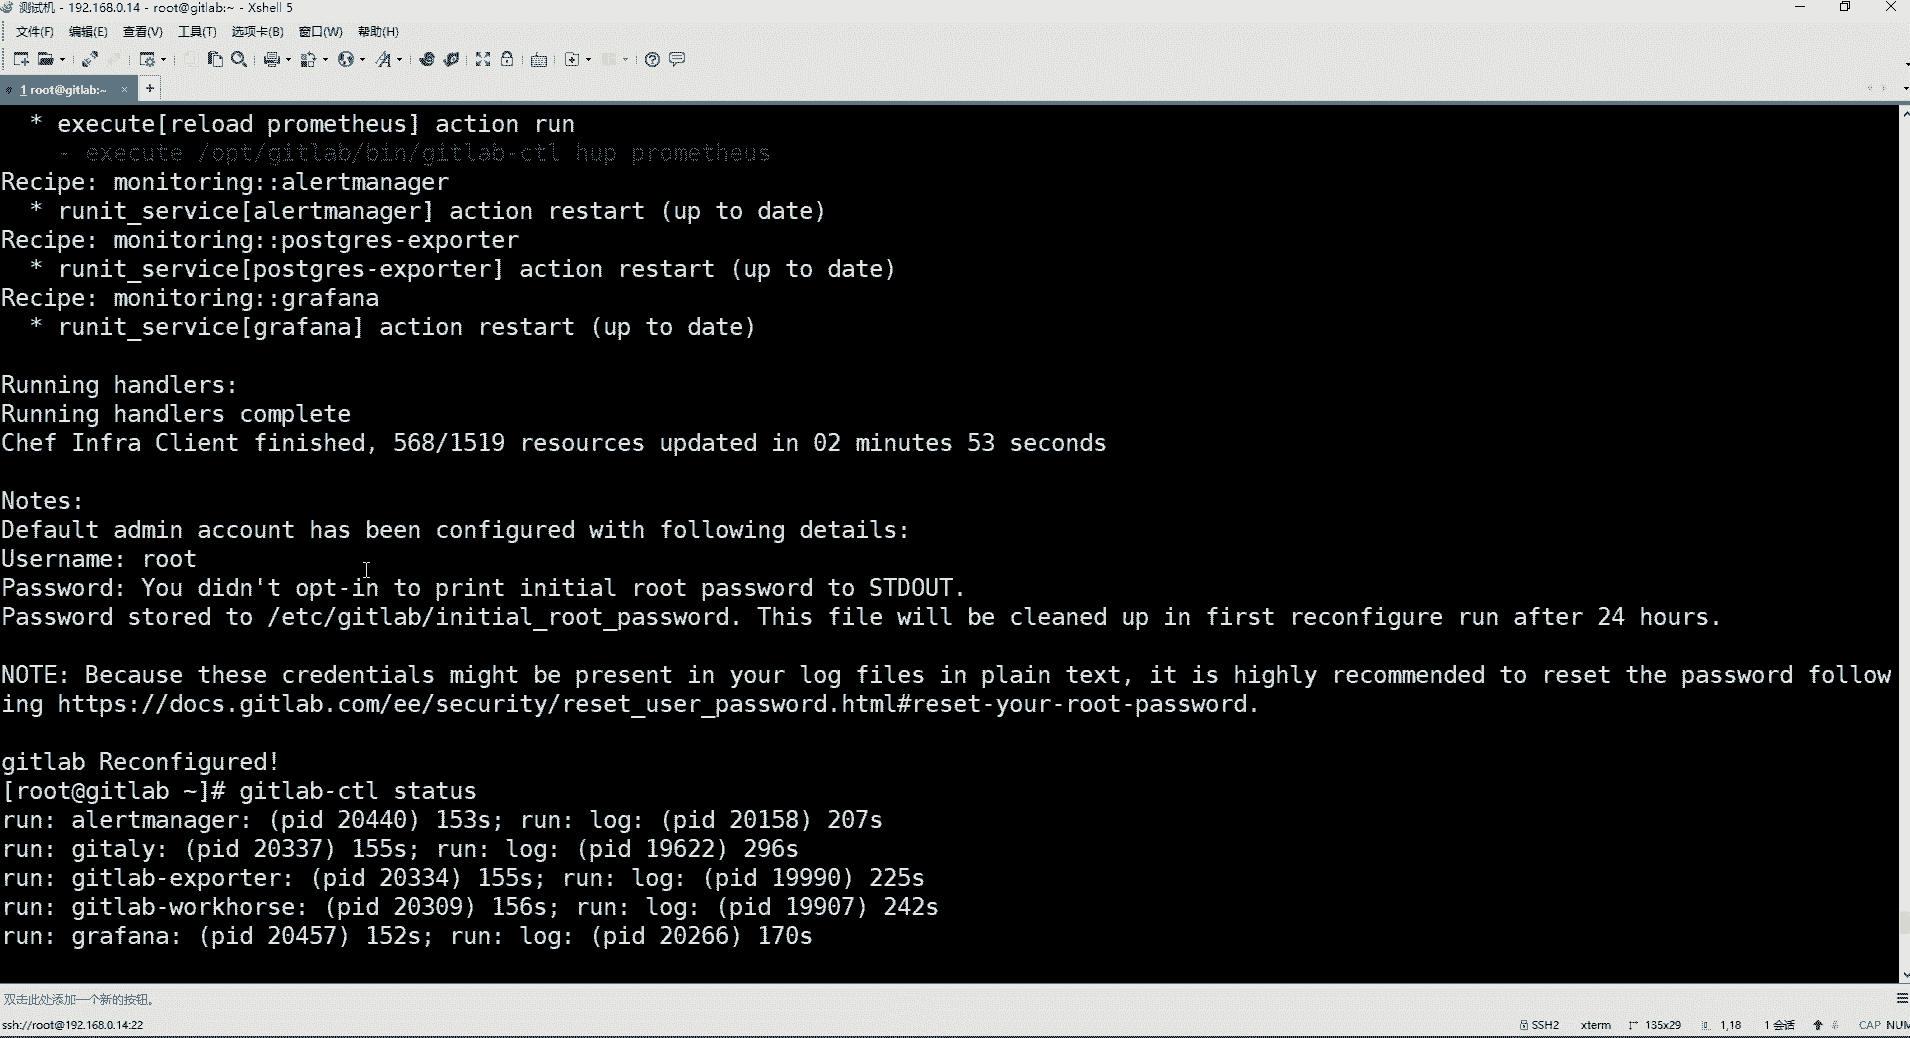 测试机 - 192.168.0.14 - root@gitlab:~ - Xshell 5
文件(F) 编辑(E) 查看(V) 工具(T) 选项卡(B) 窗口(W) 帮助(H)
1 root@gitlab:~ × +
* execute[reload prometheus] action run
- execute /opt/gitlab/bin/gitlab-ctl hup prometheus
Recipe: monitoring::alertmanager
* runit_service[alertmanager] action restart (up to date)
Recipe: monitoring::postgres-exporter
* runit_service[postgres-exporter] action restart (up to date)
Recipe: monitoring::grafana
* runit_service[grafana] action restart (up to date)
Running handlers:
Running handlers complete
Chef Infra Client finished, 568/1519 resources updated in 02 minutes 53 seconds
Notes:
Default admin account has been configured with following details:
Username: root
Password: You didn't opt-in to print initial root password to STDOUT.
Password stored to /etc/gitlab/initial_root_password. This file will be cleaned up in first reconfigure run after 24 hours.
NOTE: Because these credentials might be present in your log files in plain text, it is highly recommended to reset the password follow
ing https://docs.gitlab.com/ee/security/reset_user_password.html#reset-your-root-password.
gitlab Reconfigured!
[root@gitlab ~]# gitlab-ctl status
run: alertmanager: (pid 20440) 153s; run: log: (pid 20158) 207s
run: gitaly: (pid 20337) 155s; run: log: (pid 19622) 296s
run: gitlab-exporter: (pid 20334) 155s; run: log: (pid 19990) 225s
run: gitlab-workhorse: (pid 20309) 156s; run: log: (pid 19907) 242s
run: grafana: (pid 20457) 152s; run: log: (pid 20266) 170s
双击此处添加一个新的按钮。
ssh://root@192.168.0.14:22 SSH2 xterm 135x29 1,18 1 会话 CAP NUM